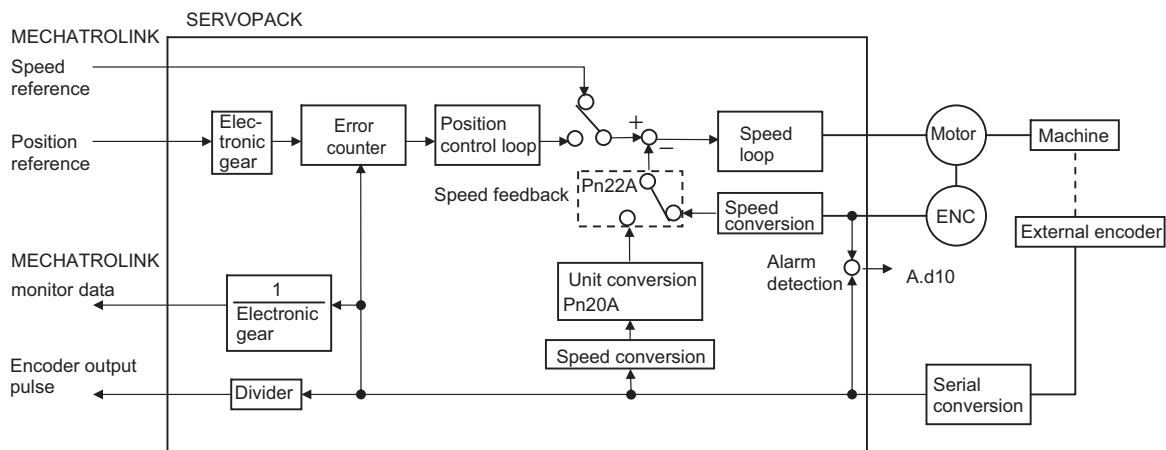 SERVOPACK
MECHATROLINK
Speed
reference
Position
reference
Elec-
tronic
gear
Error
counter
Position
control loop
+
−
Speed
loop
Motor
Machine
Speed feedback
Pn22A
Speed
conversion
ENC
External encoder
MECHATROLINK
monitor data
1
Electronic
gear
Unit conversion
Pn20A
Alarm
detection
A.d10
Speed conversion
Encoder output
pulse
Divider
Serial
conversion